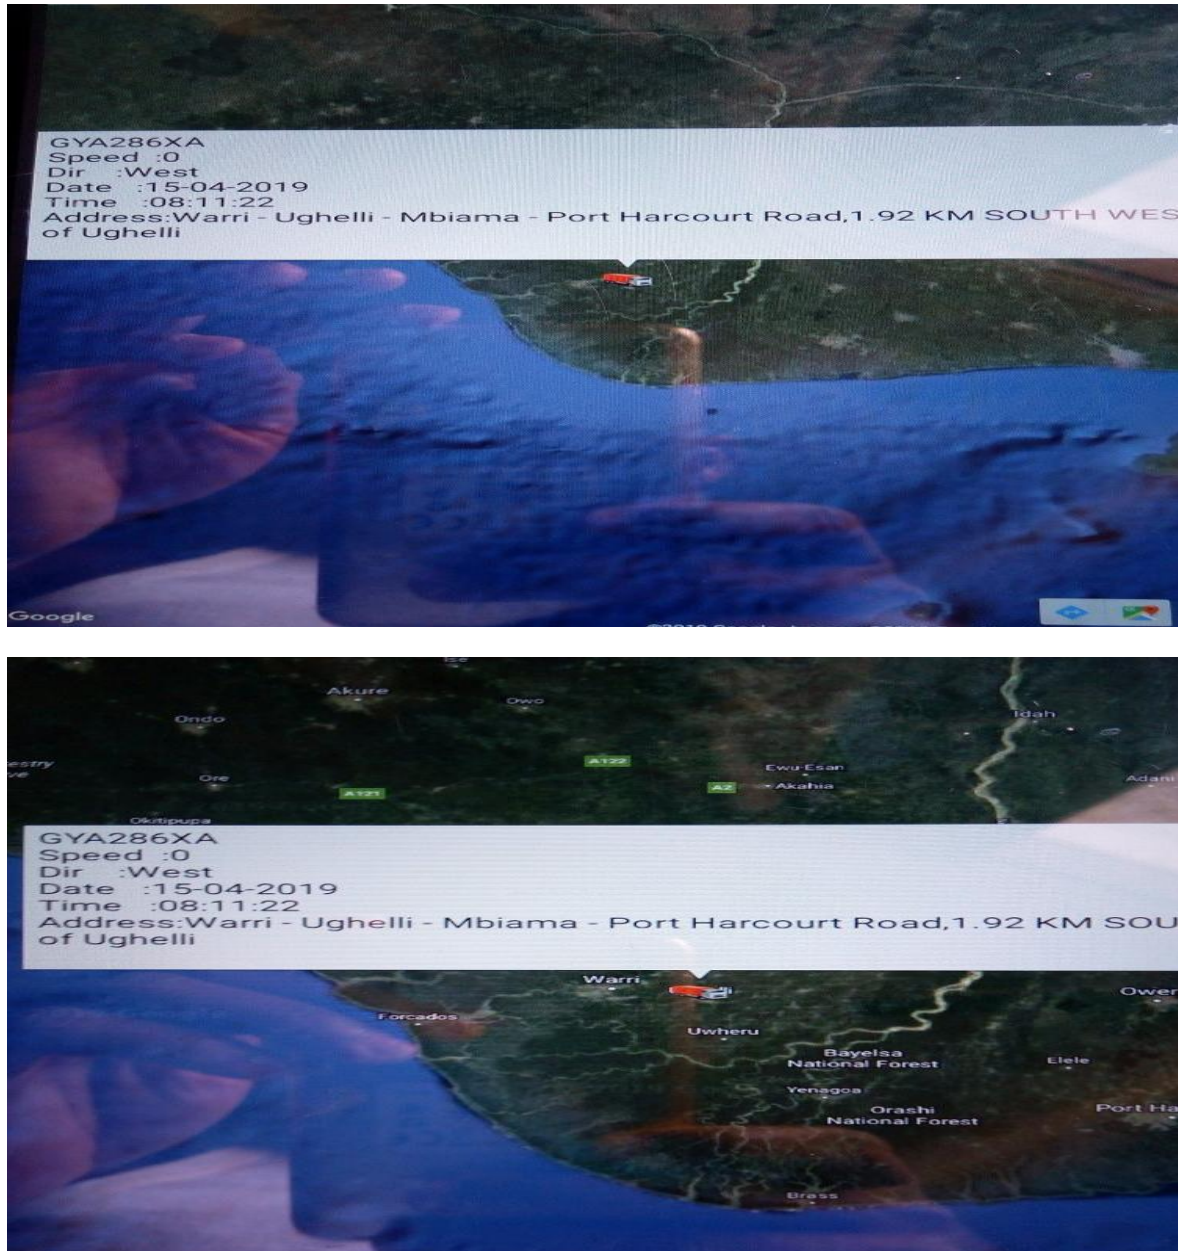 GYA286XA
Speed :0
Dir :West
Date :15-04-2019
Time :08:11:22
Address:Warri - Ughelli - Mbiama - Port Harcourt Road,1.92 KM SOUTH WES
of Ughelli
Google
Akure
Owo
Ondo
Idah
A122
Ewu-Esan
Ore
A2
Akahia
Adani
A121
Okitipupa
GYA286XA
Speed :0
Dir :West
Date :15-04-2019
Time :08:11:22
Address:Warri - Ughelli - Mbiama - Port Harcourt Road,1.92 KM SOU
of Ughelli
Warri
Ower
Forcados
Uwheru
Bayelsa
National Forest
Elele
Yenagoa
Orashi
National Forest
Port Ha
Brass